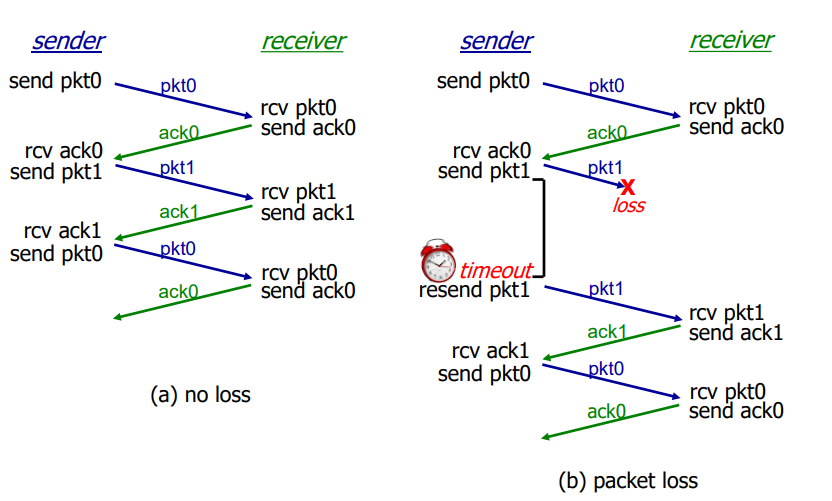 sender
receiver
send pkt0
pkt0
rcv pkt0
send ack0
ack0
rcv ack0
send pkt1
pkt1
rcv pkt1
send ack1
ack1
rcv ack1
send pkt0
pkt0
rcv pkt0
send ack0
ack0
(a) no loss
sender
receiver
send pkt0
pkt0
rcv pkt0
send ack0
ack0
rcv ack0
send pkt1
pkt1
X
loss
timeout
resend pkt1
pkt1
rcv pkt1
send ack1
ack1
rcv ack1
send pkt0
pkt0
rcv pkt0
send ack0
ack0
(b) packet loss